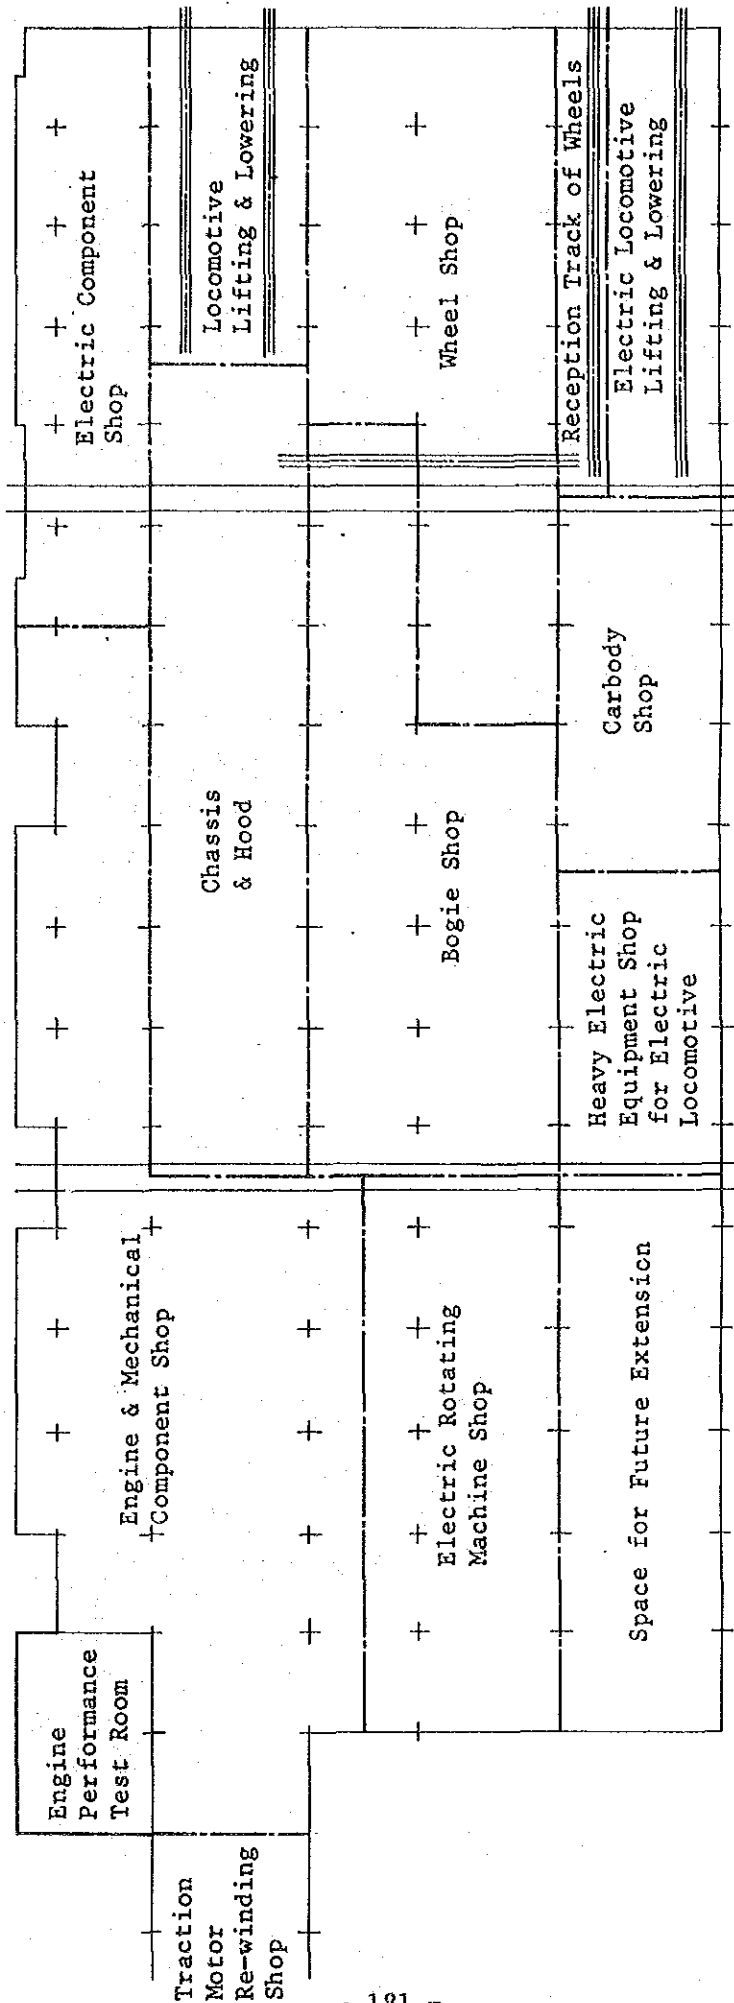 Electric Component
Shop
Locomotive
Lifting & Lowering
Wheel Shop
Reception Track of Wheels
Electric Locomotive
Lifting & Lowering
Chassis
& Hood
Bogie Shop
Carbody
Shop
Heavy Electric
Equipment Shop
for Electric
Locomotive
Engine & Mechanical
Component Shop
Electric Rotating
Machine Shop
Space for Future Extension
Engine
Performance
Test Room
Traction
Motor
Re-winding
Shop